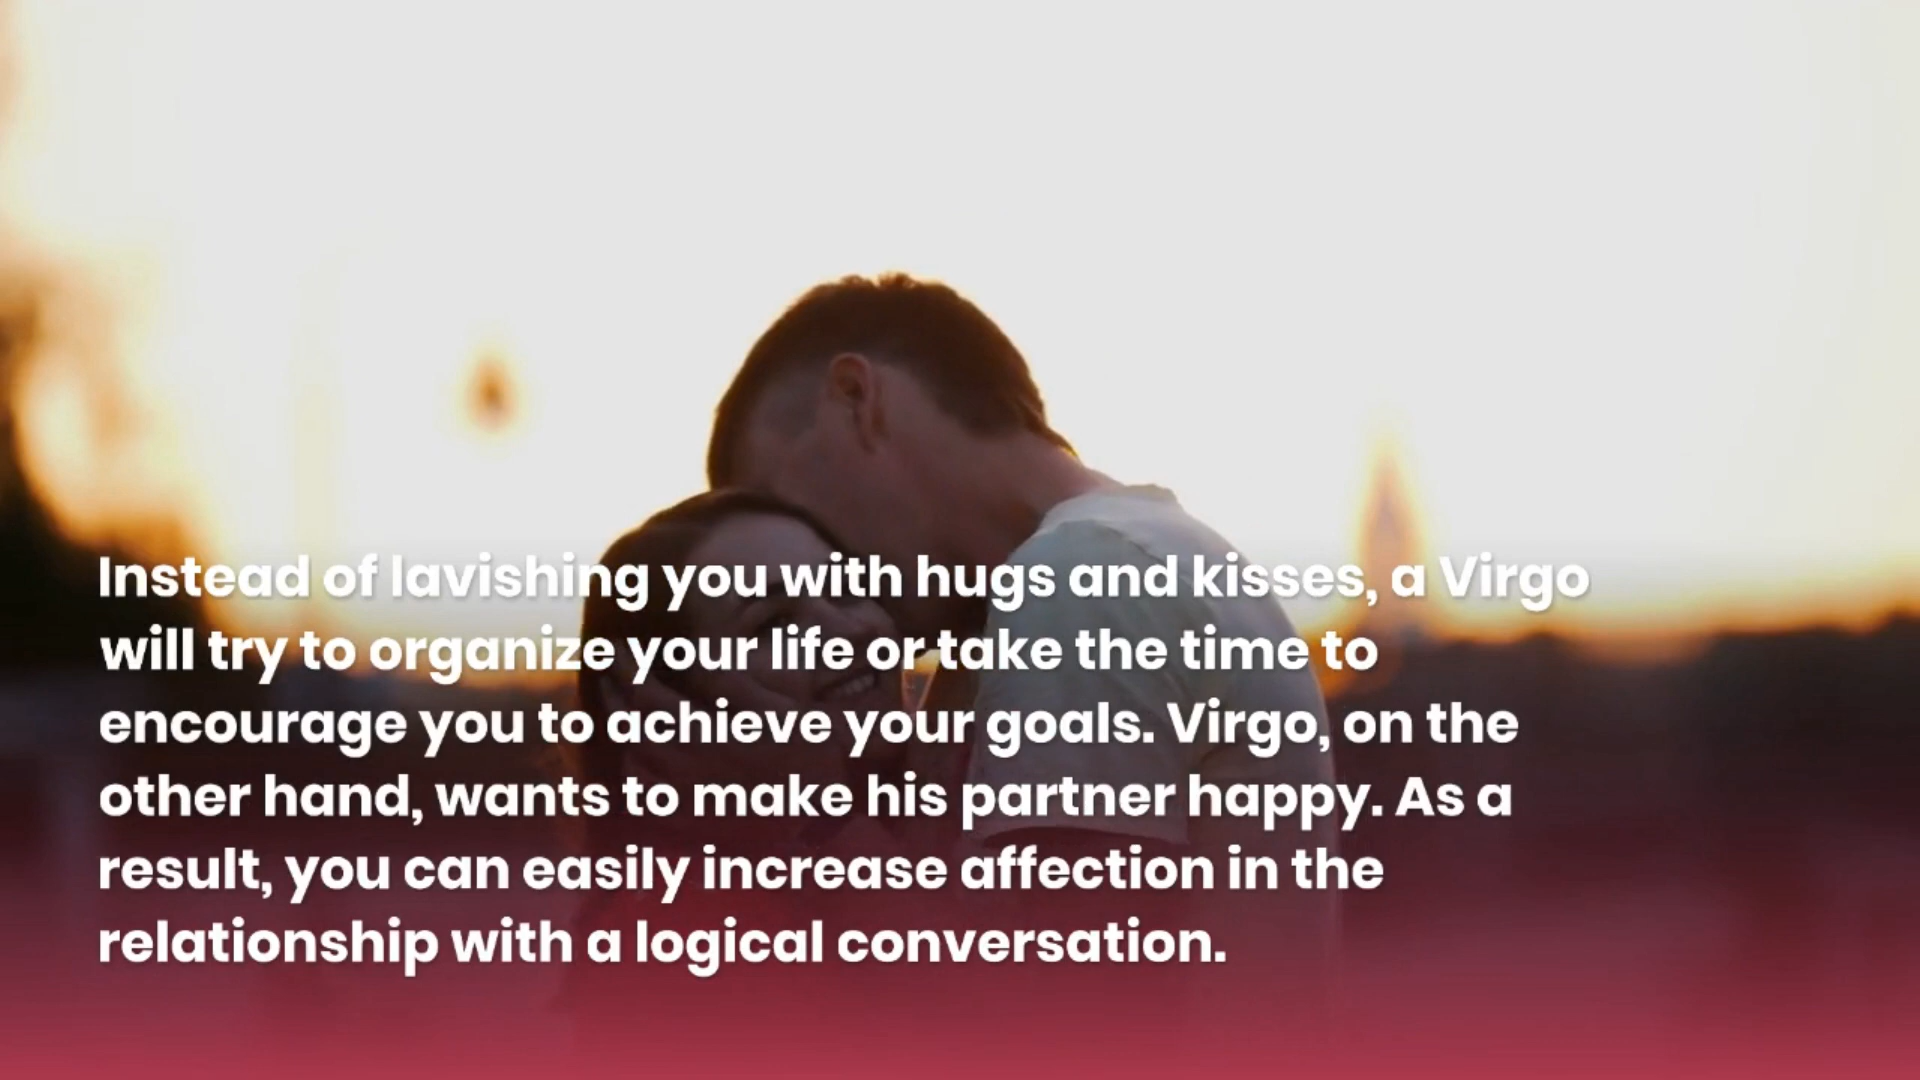 Instead of lavishing you with hugs and kisses, a Virgo
will try to organize your life or take the time to
encourage you to achieve your goals. Virgo, on the
other hand, wants to make his partner happy. As a
result, you can easily increase affection in the
relationship with a logical conversation.